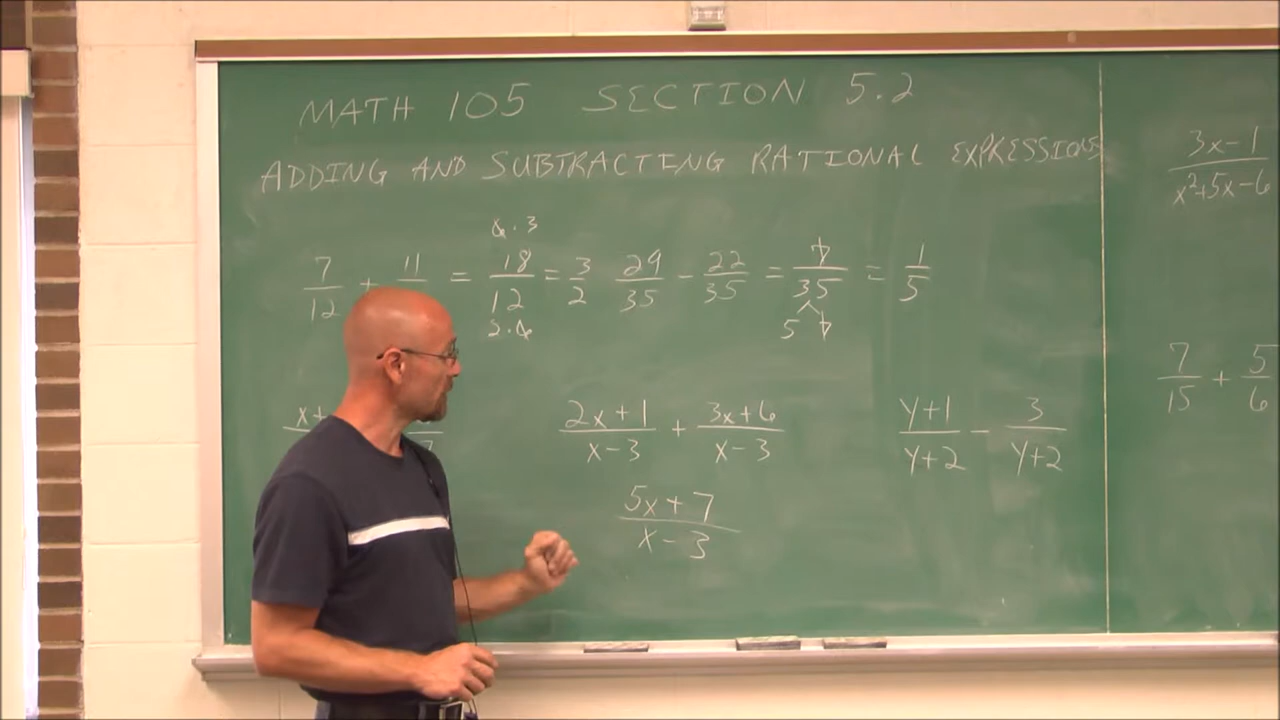 MATH 105 SECTION 5.2
ADDING AND SUBTRACTING RATIONAL EXPRESSIONS
3x-1
x²+5x-6
6·3
7/12 + 11/ = 18/12 = 3/2
2·6
29/35 - 22/35 = 7/35 = 1/5
5 7
7/15 + 5/6
x+
(2x+1)/(x-3) + (3x+6)/(x-3)
(y+1)/(y+2) - 3/(y+2)
(5x+7)/(x-3)